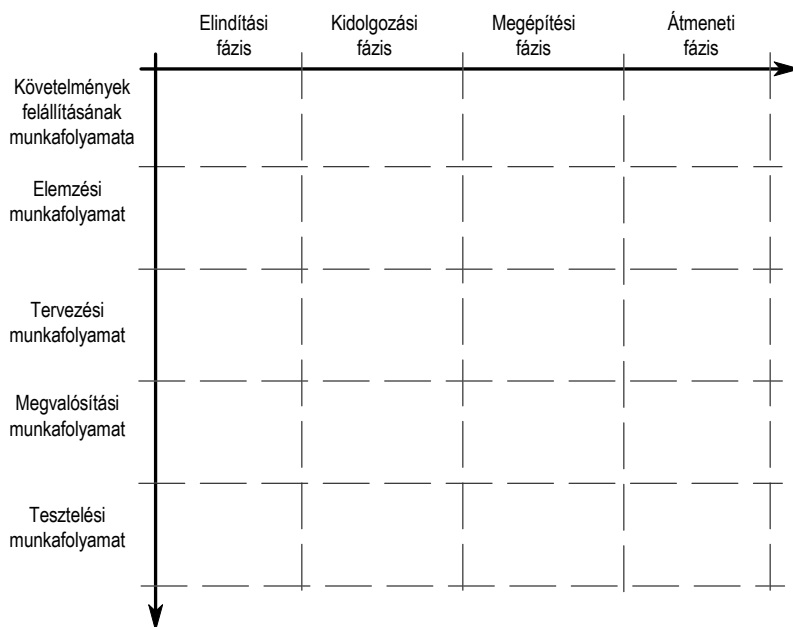 Elindítási
fázis
Kidolgozási
fázis
Megépítési
fázis
Átmeneti
fázis
Követelmények
felállításának
munkafolyamata
Elemzési
munkafolyamat
Tervezési
munkafolyamat
Megvalósítási
munkafolyamat
Tesztelési
munkafolyamat